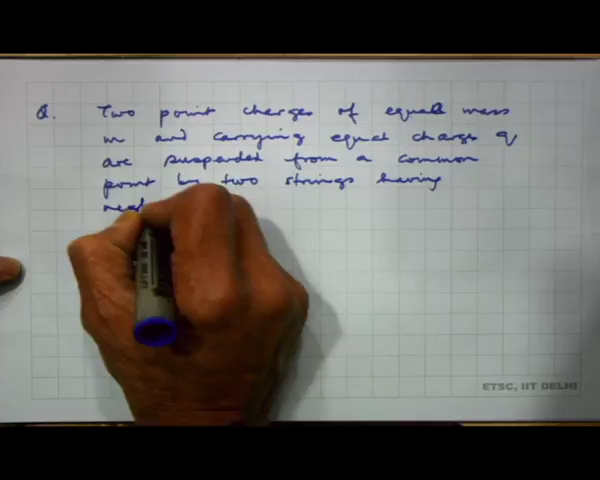 Q. Two point charges of equal mass
m and carrying equal charge q
are suspended from a common
point by two strings having
ETSC, IIT DELHI